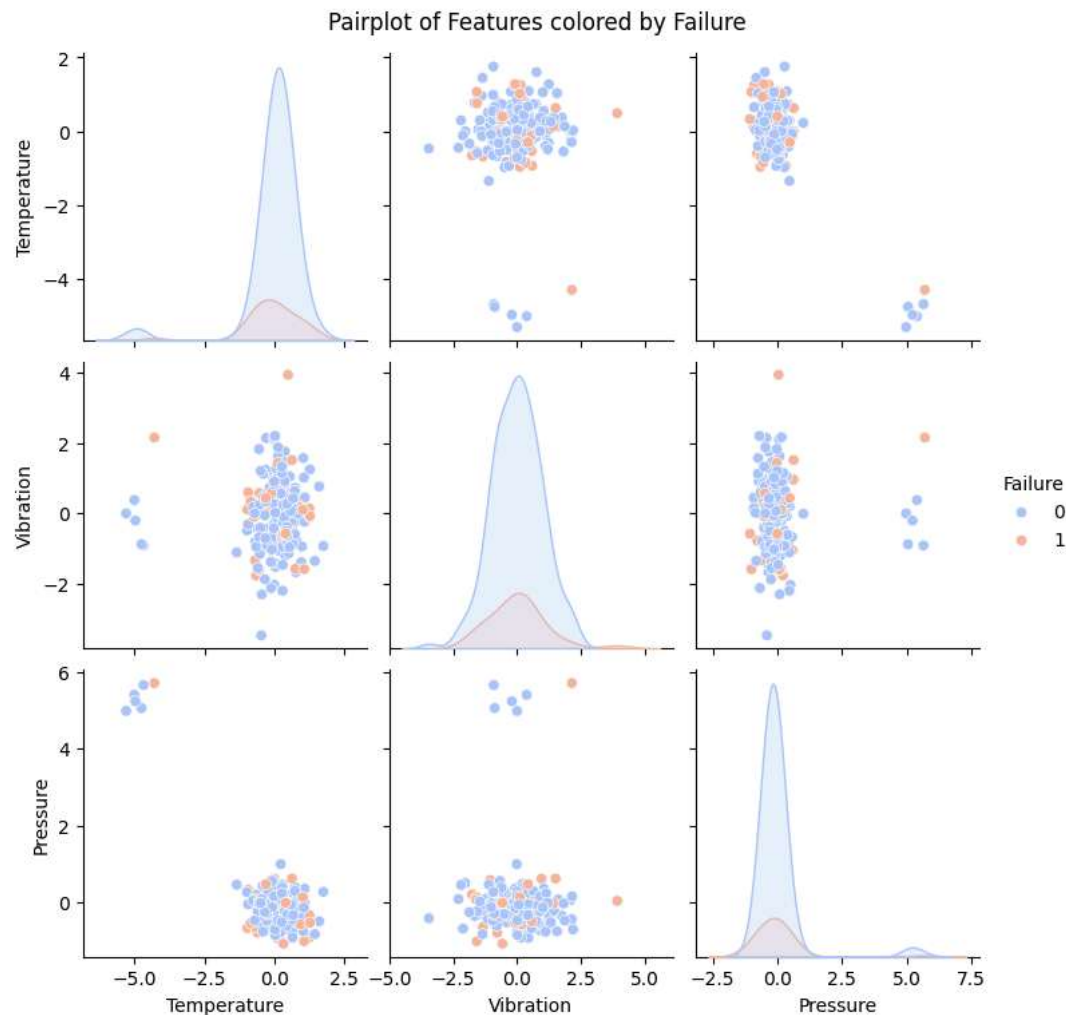 Pairplot of Features colored by Failure
2
0
−2
−4
Temperature
4
2
0
−2
Vibration
Failure
0
1
6
4
2
0
Pressure
−5.0 −2.5 0.0 2.5
−2.5 0.0 2.5 5.0
−2.5 0.0 2.5 5.0 7.5
Temperature
Vibration
Pressure